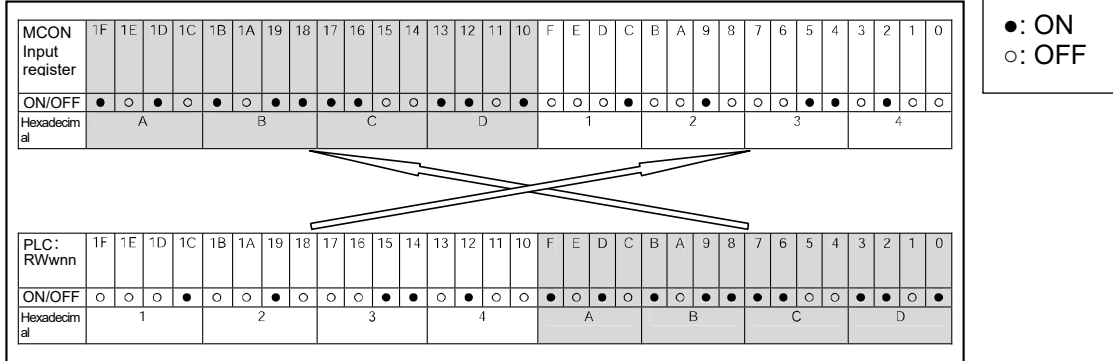 ●: ON
○: OFF
MCON Input register 1F 1E 1D 1C 1B 1A 19 18 17 16 15 14 13 12 11 10 F E D C B A 9 8 7 6 5 4 3 2 1 0
ON/OFF ● ○ ● ○ ● ○ ● ● ● ● ○ ○ ● ● ○ ● ○ ○ ○ ● ○ ○ ● ○ ○ ○ ● ● ○ ● ○ ○
Hexadecimal A B C D 1 2 3 4
PLC: RWwnn 1F 1E 1D 1C 1B 1A 19 18 17 16 15 14 13 12 11 10 F E D C B A 9 8 7 6 5 4 3 2 1 0
ON/OFF ○ ○ ○ ● ○ ○ ● ○ ○ ○ ● ● ○ ● ○ ○ ● ○ ● ○ ● ○ ● ● ● ● ○ ○ ● ● ○ ●
Hexadecimal 1 2 3 4 A B C D